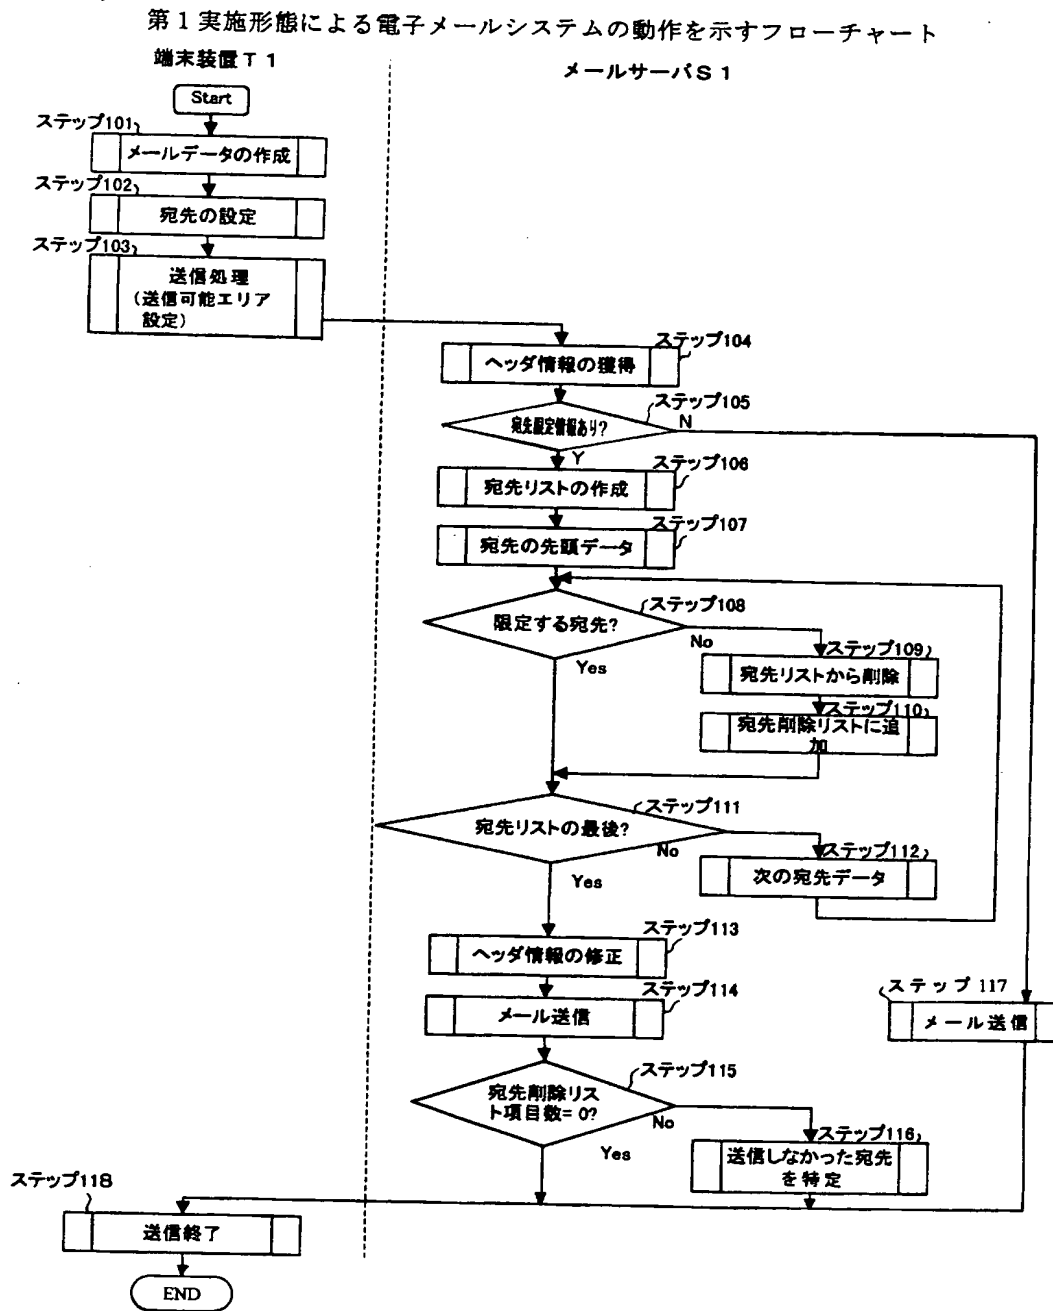 第1実施形態による電子メールシステムの動作を示すフローチャート
端末装置T1
メールサーバS1
Start
ステップ101
メールデータの作成
ステップ102
宛先の設定
ステップ103
送信処理
(送信可能エリア
設定)
ステップ104
ヘッダ情報の獲得
ステップ105
宛先限定情報あり?
N
Y
ステップ106
宛先リストの作成
ステップ107
宛先の先頭データ
ステップ108
限定する宛先?
No
Yes
ステップ109
宛先リストから削除
ステップ110
宛先削除リストに追
加
ステップ111
宛先リストの最後?
No
Yes
ステップ112
次の宛先データ
ステップ113
ヘッダ情報の修正
ステップ114
メール送信
ステップ117
メール送信
ステップ115
宛先削除リス
ト項目数=0?
No
Yes
ステップ116
送信しなかった宛先
を特定
ステップ118
送信終了
END